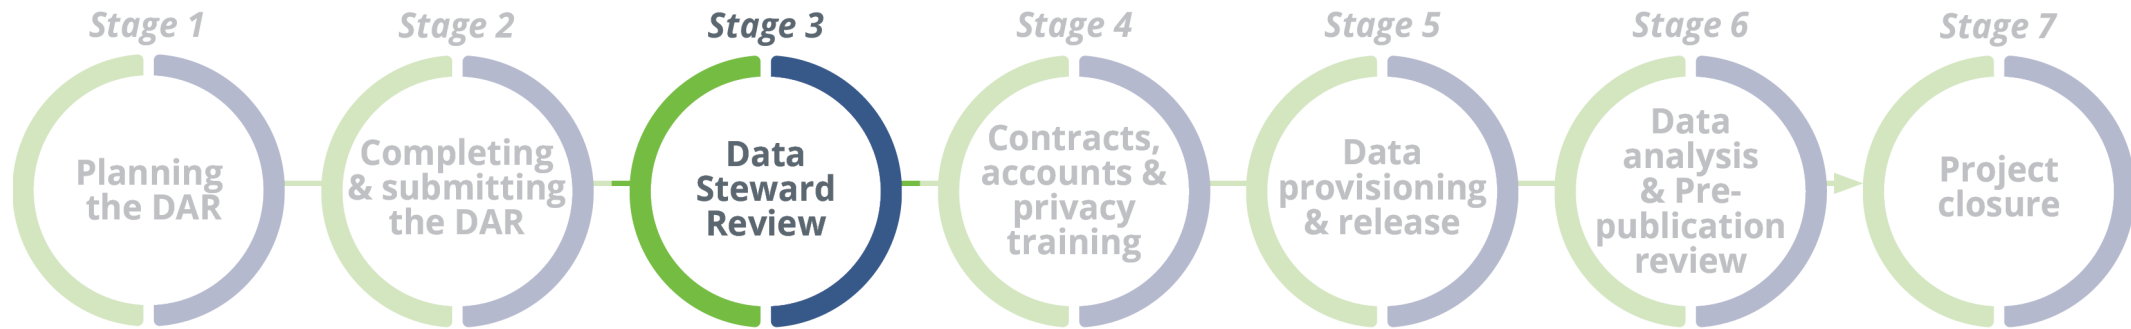 Stage 1
Planning
the DAR
Stage 2
Completing
& submitting
the DAR
Stage 3
Data
Steward
Review
Stage 4
Contracts,
accounts &
privacy
training
Stage 5
Data
provisioning
& release
Stage 6
Data
analysis
& Pre-
publication
review
Stage 7
Project
closure